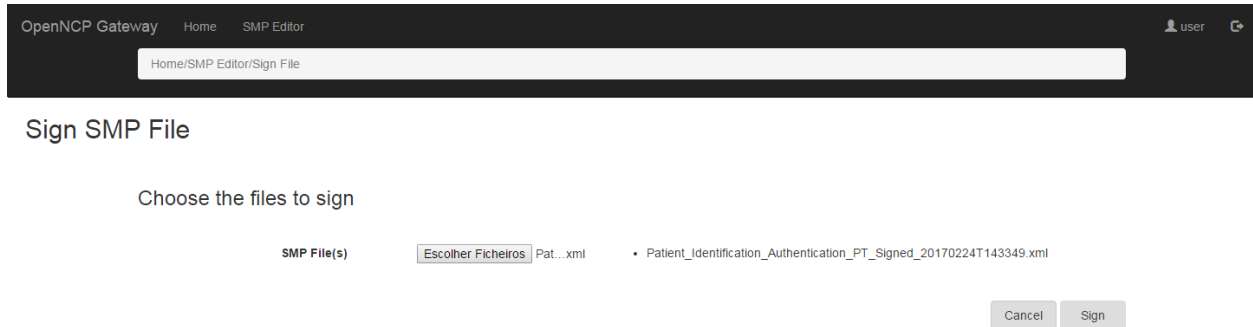 OpenNCP Gateway Home SMP Editor user
Home/SMP Editor/Sign File
Sign SMP File
Choose the files to sign
SMP File(s) Escolher Ficheiros Pat...xml • Patient_Identification_Authentication_PT_Signed_20170224T143349.xml
Cancel Sign